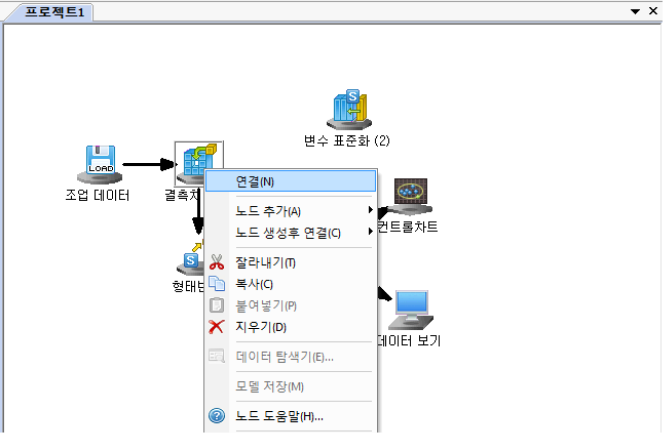 프로젝트1
변수 표준화 (2)
LOAD
조업 데이터
결측치
연결(N)
노드 추가(A)
노드 생성후 연결(C)
컨트롤차트
잘라내기(T)
복사(C)
형태변
붙여넣기(P)
지우기(D)
데이터 보기
데이터 탐색기(E)...
모델 저장(M)
노드 도움말(H)...